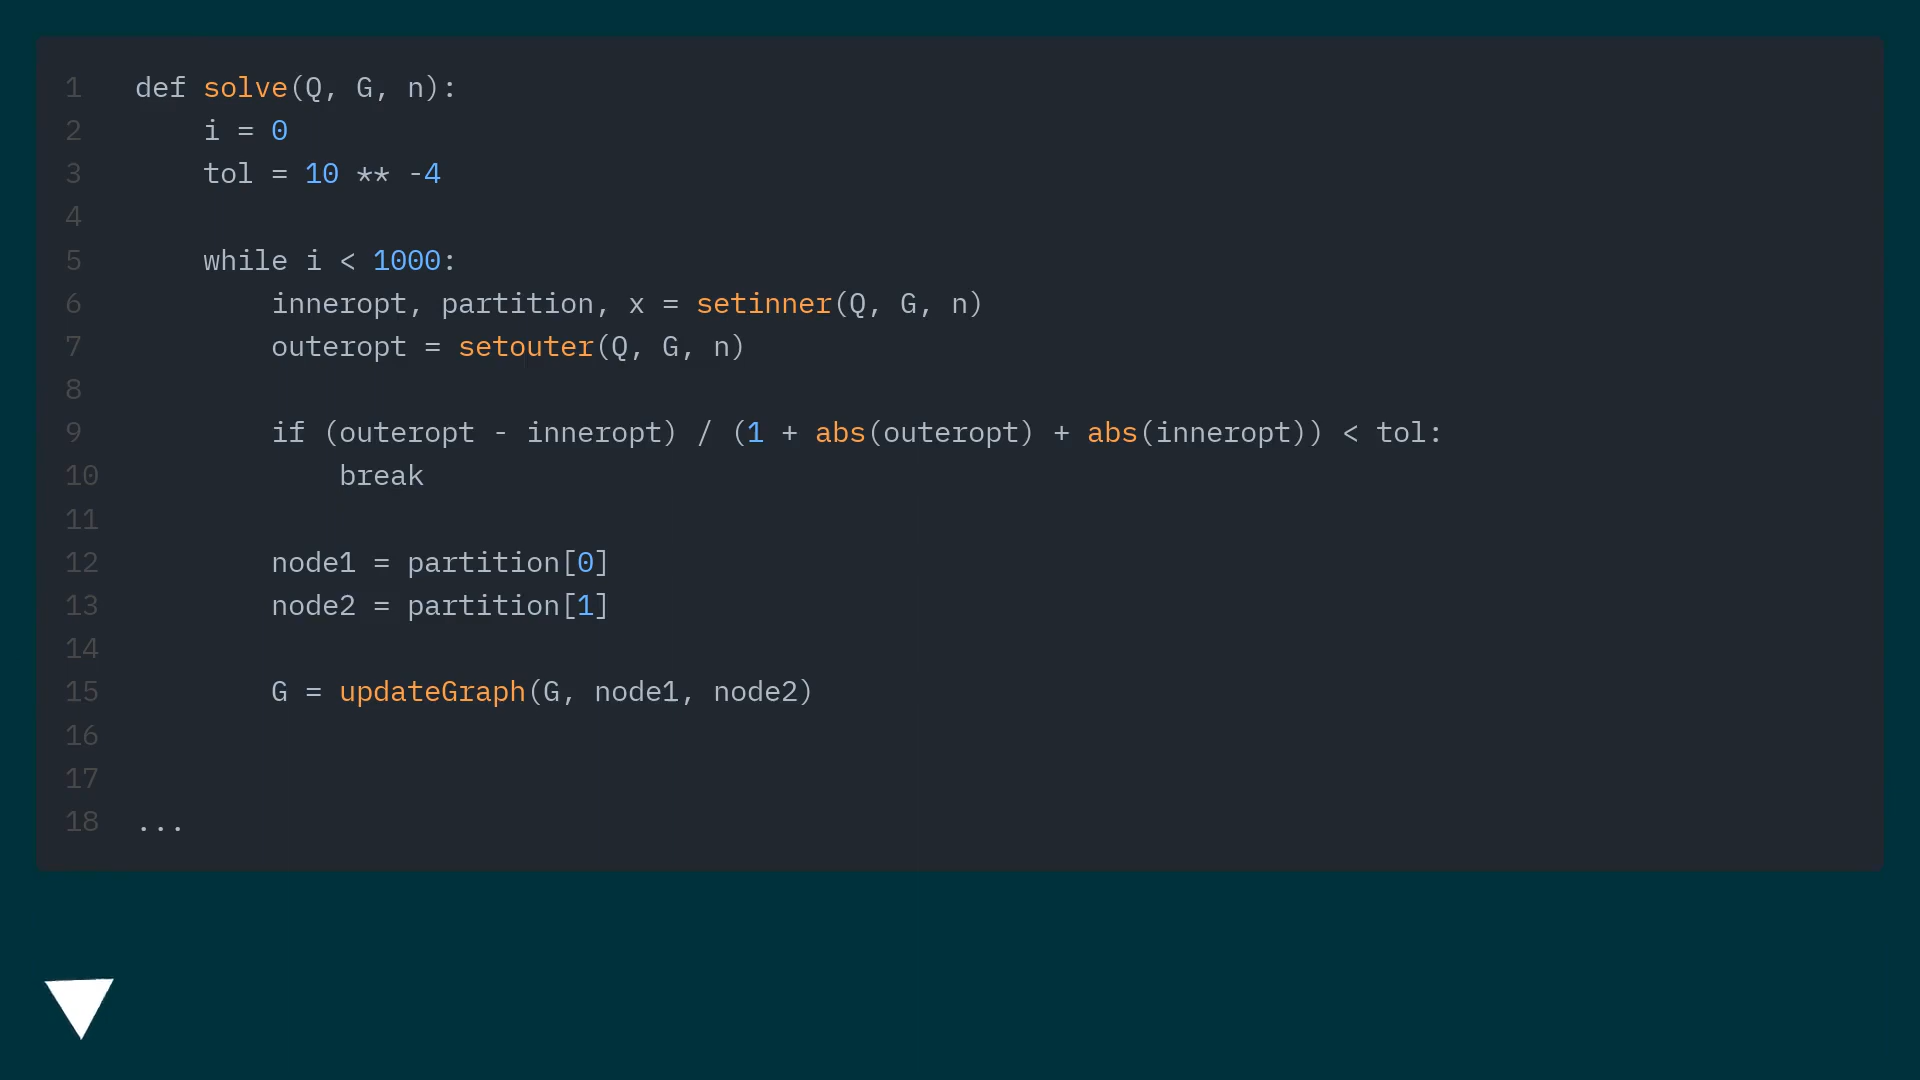 1 def solve(Q, G, n):
2     i = 0
3     tol = 10 ** -4
4
5     while i < 1000:
6         inneropt, partition, x = setinner(Q, G, n)
7         outeropt = setouter(Q, G, n)
8
9         if (outeropt - inneropt) / (1 + abs(outeropt) + abs(inneropt)) < tol:
10             break
11
12         node1 = partition[0]
13         node2 = partition[1]
14
15         G = updateGraph(G, node1, node2)
16
17
18 ...